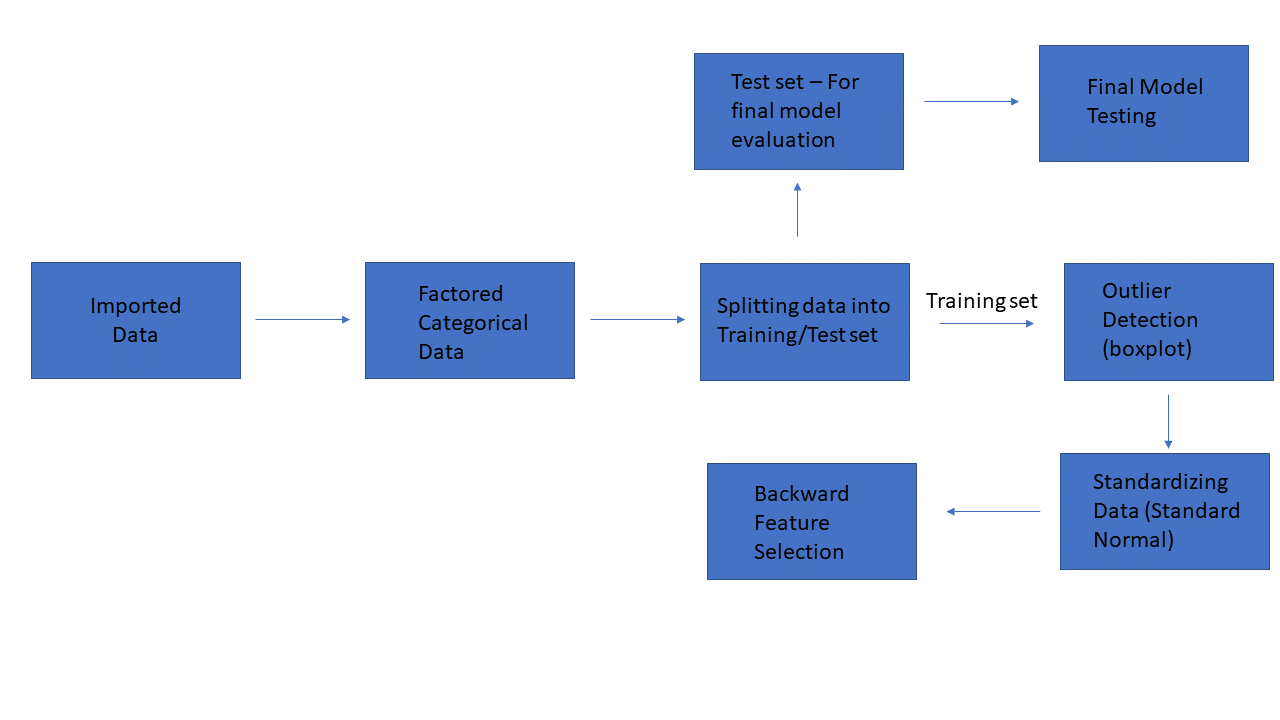 Test set – For
final model
evaluation
Final Model
Testing
Imported
Data
Factored
Categorical
Data
Splitting data into
Training/Test set
Training set
Outlier
Detection
(boxplot)
Backward
Feature
Selection
Standardizing
Data (Standard
Normal)